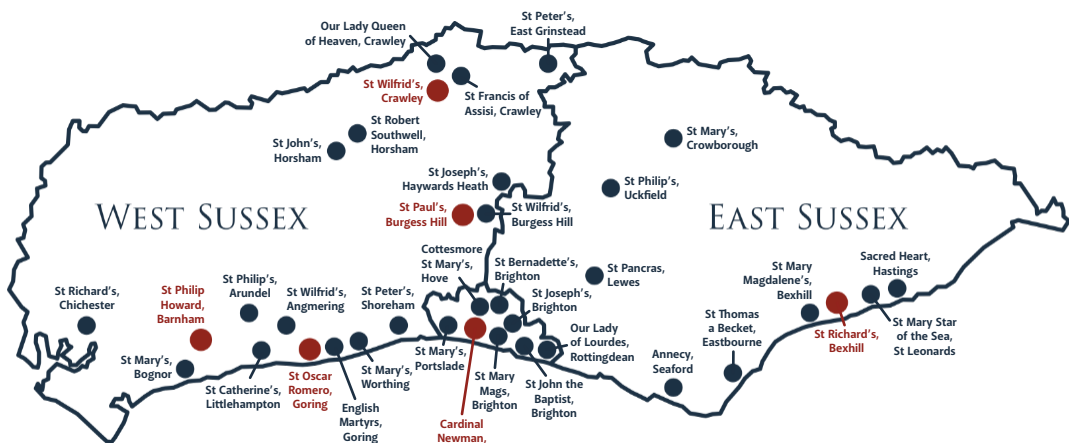 Our Lady Queen
of Heaven, Crawley
St Peter's,
East Grinstead
St Wilfrid's,
Crawley
St Francis of
Assisi, Crawley
St Robert
Southwell,
Horsham
St John's,
Horsham
St Mary's,
Crowborough
St Joseph's,
Haywards Heath
St Philip's,
Uckfield
St Paul's,
Burgess Hill
St Wilfrid's,
Burgess Hill
West Sussex
East Sussex
Cottesmore
St Mary's,
Hove
St Bernadette's,
Brighton
St Pancras,
Lewes
St Joseph's,
Brighton
St Richard's,
Chichester
St Philip
Howard,
Barnham
St Philip's,
Arundel
St Wilfrid's,
Angmering
St Peter's,
Shoreham
St Mary
Magdalene's,
Bexhill
Sacred Heart,
Hastings
St Thomas
a Becket,
Eastbourne
St Richard's,
Bexhill
St Mary Star
of the Sea,
St Leonards
Our Lady
of Lourdes,
Rottingdean
Annecy,
Seaford
St Mary's,
Bognor
St Catherine's,
Littlehampton
St Oscar
Romero,
Goring
English
Martyrs,
Goring
St Mary's,
Worthing
St Mary's,
Portslade
Cardinal
Newman,
St Mary
Mags,
Brighton
St John the
Baptist,
Brighton